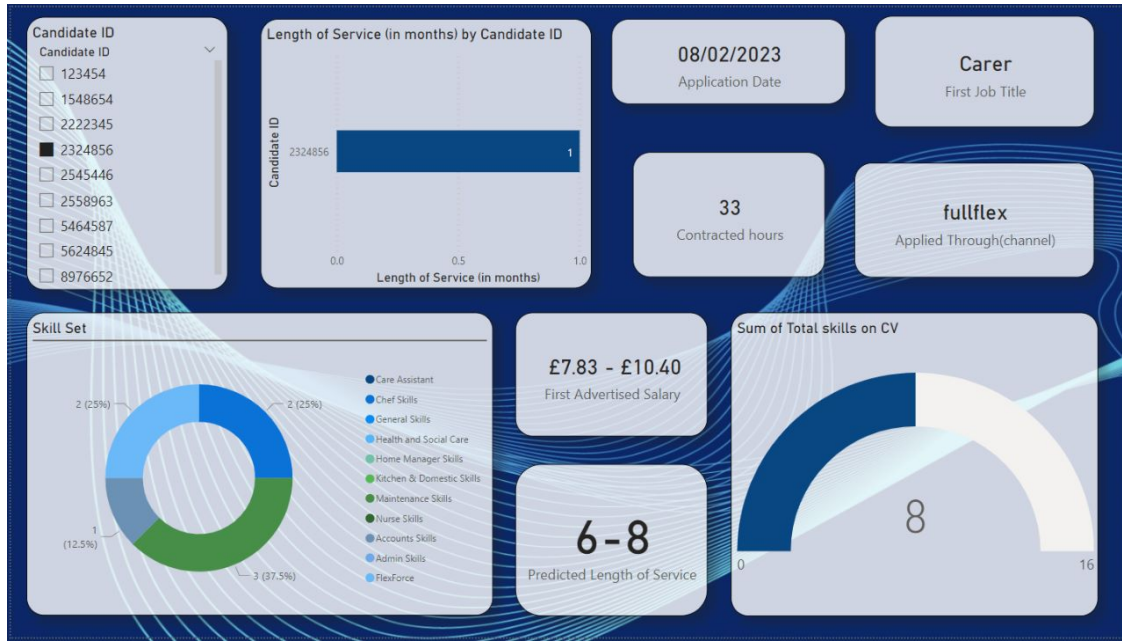 Candidate ID
Candidate ID
123454
1548654
2222345
2324856
2545446
2558963
5464587
5624845
8976652
Length of Service (in months) by Candidate ID
Candidate ID
2324856
1
0.0
0.5
1.0
Length of Service (in months)
08/02/2023
Application Date
Carer
First Job Title
33
Contracted hours
fullflex
Applied Through(channel)
Skill Set
2 (25%)
2 (25%)
1
(12.5%)
3 (37.5%)
Care Assistant
Chef Skills
General Skills
Health and Social Care
Home Manager Skills
Kitchen & Domestic Skills
Maintenance Skills
Nurse Skills
Accounts Skills
Admin Skills
FlexForce
£7.83 - £10.40
First Advertised Salary
6-8
Predicted Length of Service
Sum of Total skills on CV
8
0
16